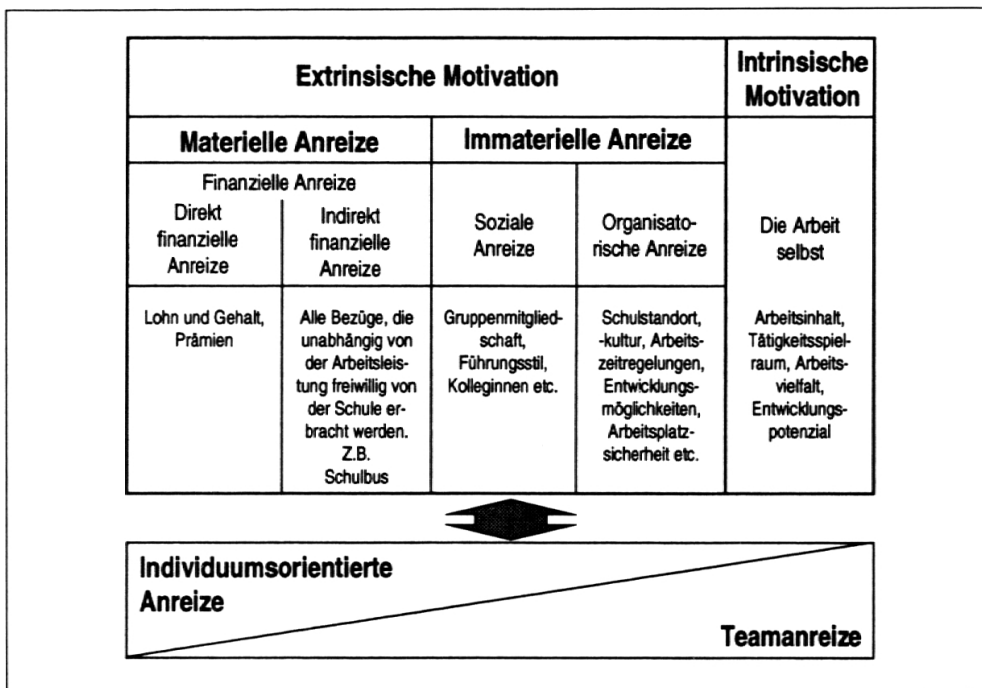 Extrinsische Motivation
Intrinsische
Motivation
Materielle Anreize
Immaterielle Anreize
Finanzielle Anreize
Direkt
finanzielle
Anreize
Indirekt
finanzielle
Anreize
Soziale
Anreize
Organisato-
rische Anreize
Die Arbeit
selbst
Lohn und Gehalt,
Prämien
Alle Bezüge, die
unabhängig von
der Arbeitsleis-
tung freiwillig von
der Schule er-
bracht werden.
Z.B.
Schulbus
Gruppenmitglied-
schaft,
Führungsstil,
Kolleginnen etc.
Schulstandort,
-kultur, Arbeits-
zeitregelungen,
Entwicklungs-
möglichkeiten,
Arbeitsplatz-
sicherheit etc.
Arbeitsinhalt,
Tätigkeitsspiel-
raum, Arbeits-
vielfalt,
Entwicklungs-
potenzial
Individuumsorientierte
Anreize
Teamanreize